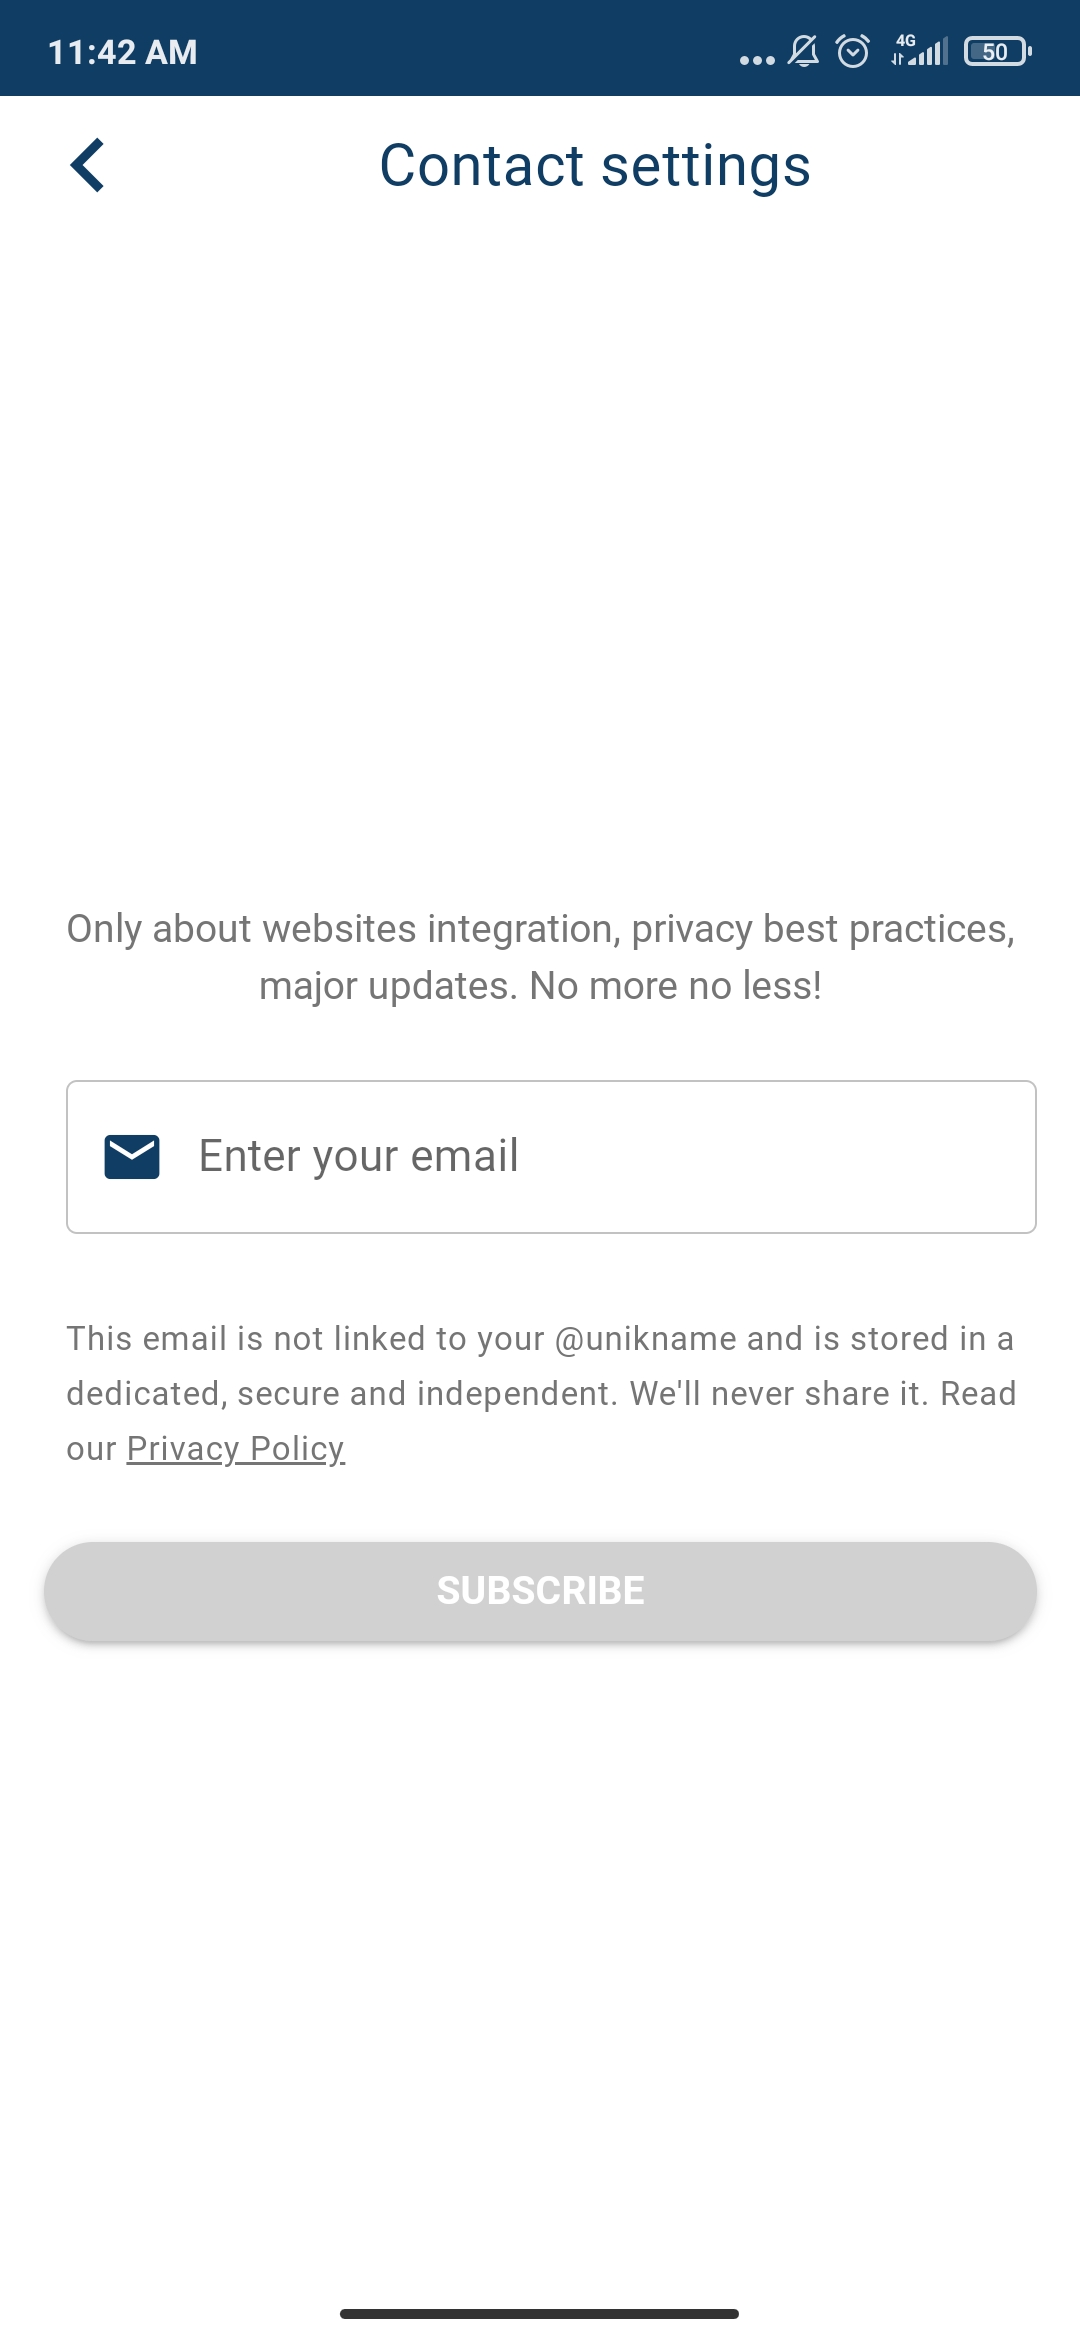 11:42 AM
4G
50
Contact settings
Only about websites integration, privacy best practices,
major updates. No more no less!
Enter your email
This email is not linked to your @unikname and is stored in a
dedicated, secure and independent. We'll never share it. Read
our Privacy Policy
SUBSCRIBE